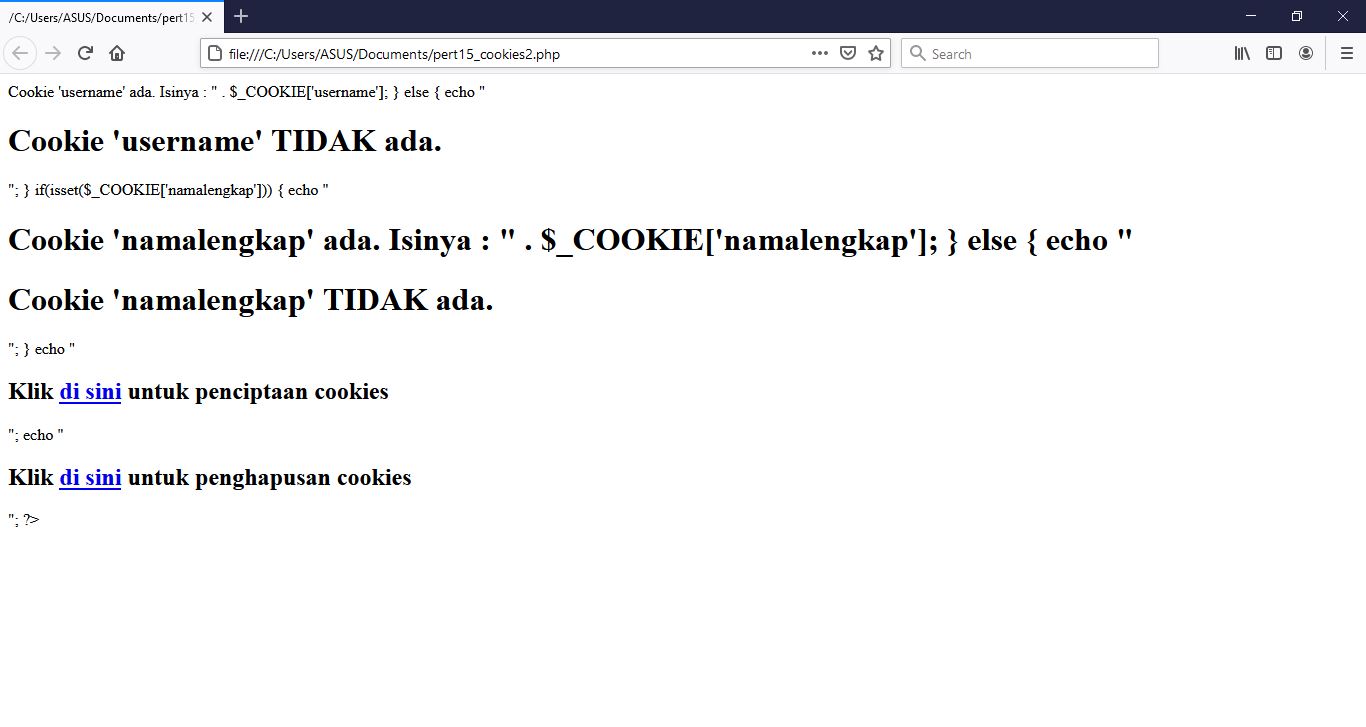 /C:/Users/ASUS/Documents/pert15
file:///C:/Users/ASUS/Documents/pert15_cookies2.php
Search
Cookie 'username' ada. Isinya : " . $_COOKIE['username']; } else { echo "
Cookie 'username' TIDAK ada.
"; } if(isset($_COOKIE['namalengkap'])) { echo "
Cookie 'namalengkap' ada. Isinya : " . $_COOKIE['namalengkap']; } else { echo "
Cookie 'namalengkap' TIDAK ada.
"; } echo "
Klik di sini untuk penciptaan cookies
"; echo "
Klik di sini untuk penghapusan cookies
"; ?>